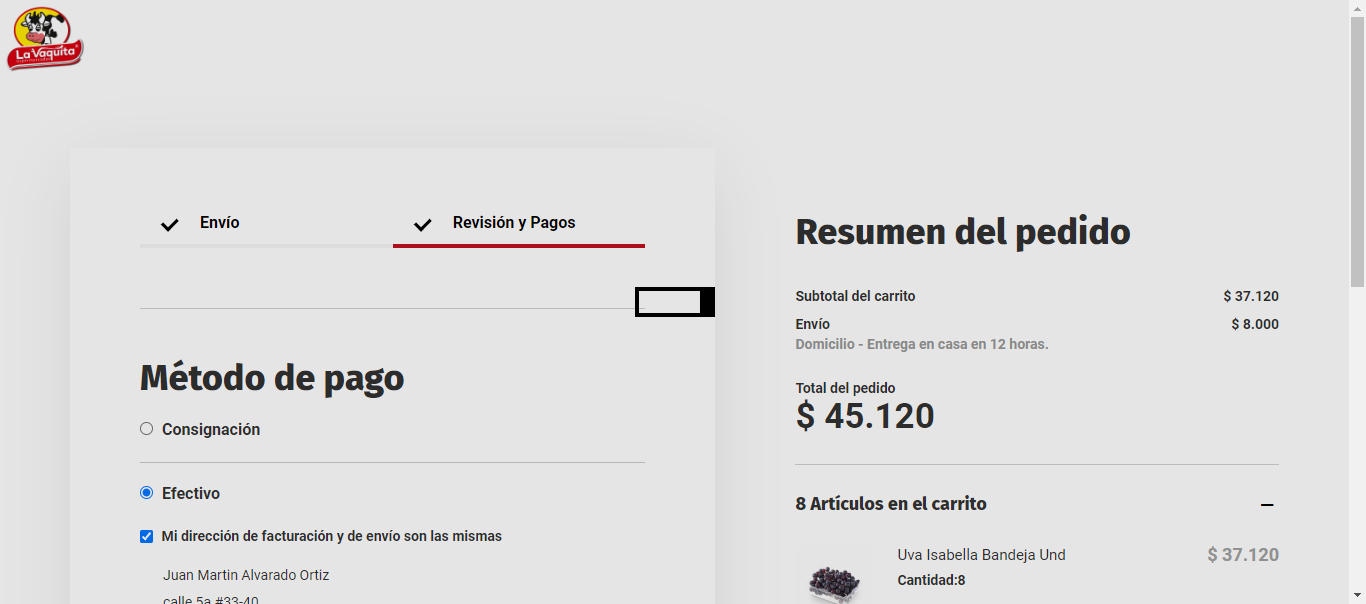 La Vaquita
Envío
Revisión y Pagos
Método de pago
Consignación
Efectivo
Mi dirección de facturación y de envío son las mismas
Juan Martin Alvarado Ortiz
calle 5a #33-40
Resumen del pedido
Subtotal del carrito $ 37.120
Envío $ 8.000
Domicilio - Entrega en casa en 12 horas.
Total del pedido
$ 45.120
8 Artículos en el carrito
Uva Isabella Bandeja Und $ 37.120
Cantidad:8